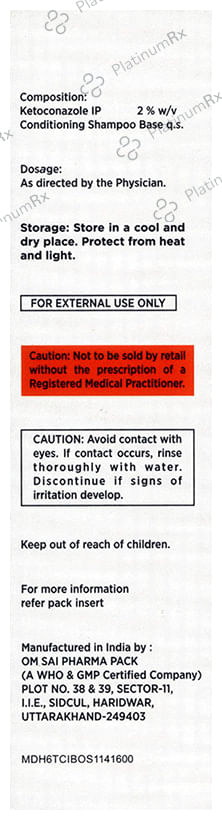 Composition:
Ketoconazole IP 2 % w/v
Conditioning Shampoo Base q.s.
Dosage:
As directed by the Physician.
Storage: Store in a cool and
dry place. Protect from heat
and light.
FOR EXTERNAL USE ONLY
Caution: Not to be sold by retail
without the prescription of a
Registered Medical Practitioner.
CAUTION: Avoid contact with
eyes. If contact occurs, rinse
thoroughly with water.
Discontinue if signs of
irritation develop.
Keep out of reach of children.
For more information
refer pack insert
Manufactured in India by :
OM SAI PHARMA PACK
(A WHO & GMP Certified Company)
PLOT NO. 38 & 39, SECTOR-11,
I.I.E., SIDCUL, HARIDWAR,
UTTARAKHAND-249403
MDH6TCIBOS1141600
PlatinumRx
PlatinumRx
PlatinumRx